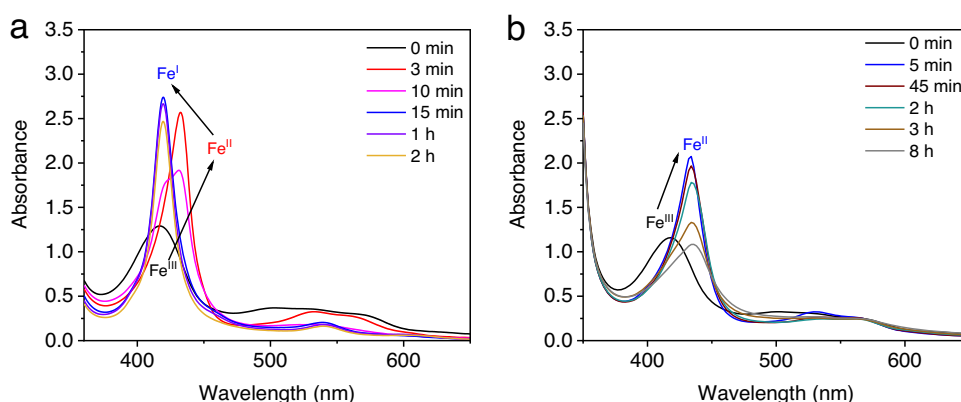 a
3.5
3.0
2.5
2.0
1.5
1.0
0.5
0.0
Absorbance
400
500
600
Wavelength (nm)
0 min
3 min
10 min
15 min
1 h
2 h
Fe^I
Fe^II
Fe^III
b
3.5
3.0
2.5
2.0
1.5
1.0
0.5
0.0
Absorbance
400
500
600
Wavelength (nm)
0 min
5 min
45 min
2 h
3 h
8 h
Fe^II
Fe^III